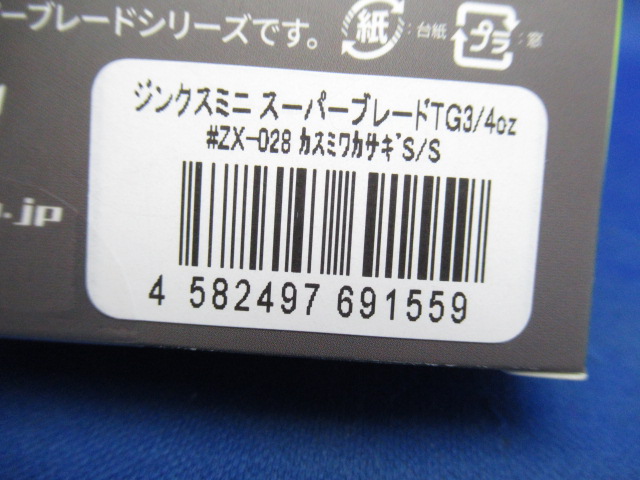 ーブレードシリーズです。
紙
:台紙
プラ
:窓
.jp
ジンクスミニ スーパーブレードTG3/4oz
#ZX-028 ｶｽﾐﾜｶｻｷﾞS/S
4 582497 691559